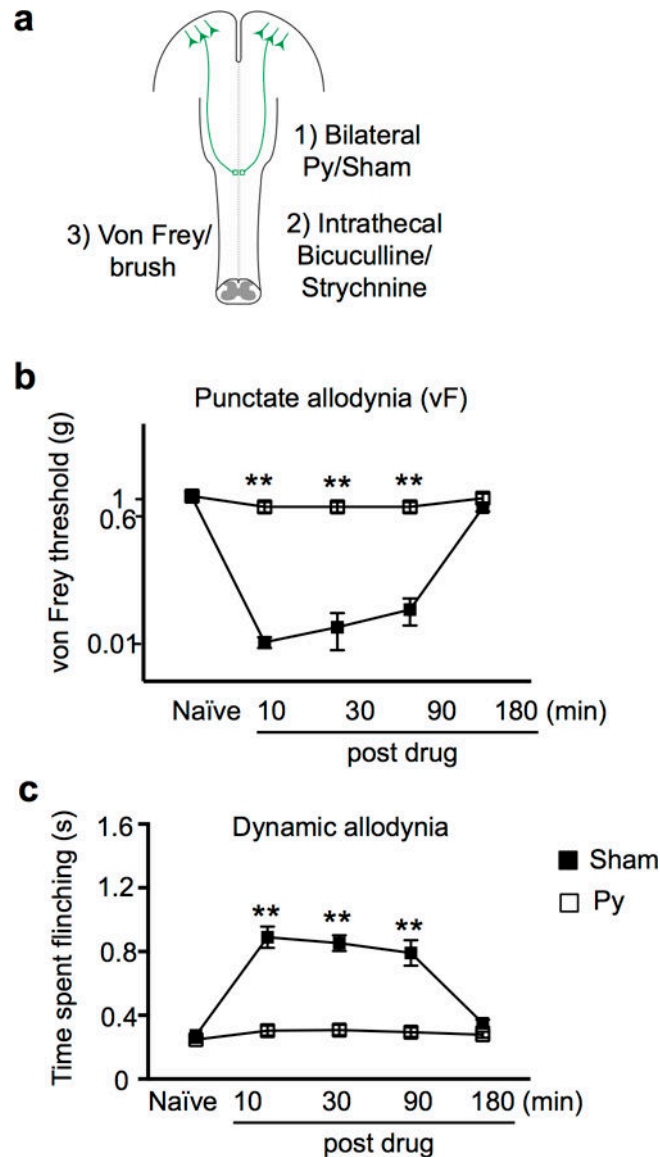 a
1) Bilateral
Py/Sham
3) Von Frey/
brush
2) Intrathecal
Bicuculline/
Strychnine
b
Punctate allodynia (vF)
von Frey threshold (g)
1
0.6
0.01
** ** **
Naïve 10 30 90 180 (min)
post drug
c
Dynamic allodynia
Time spent flinching (s)
1.6
1.2
0.8
0.4
0
** ** **
Sham
Py
Naïve 10 30 90 180 (min)
post drug